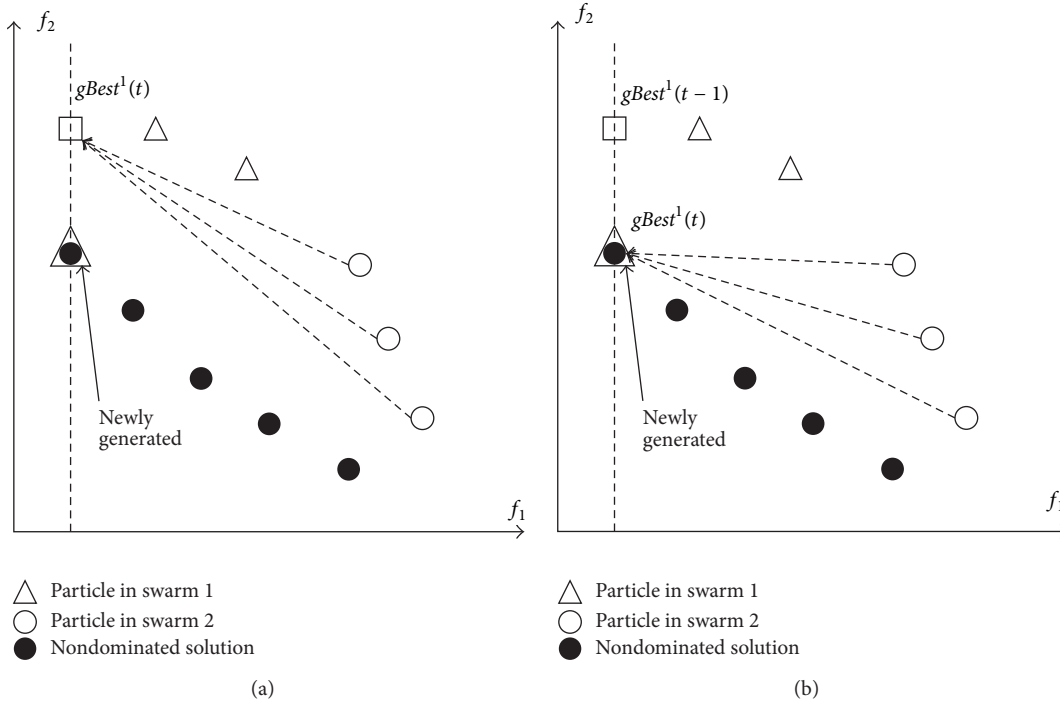 f2
gBest1(t)
Newly
generated
f1
Particle in swarm 1
Particle in swarm 2
Nondominated solution
(a)
f2
gBest1(t − 1)
gBest1(t)
Newly
generated
f1
Particle in swarm 1
Particle in swarm 2
Nondominated solution
(b)